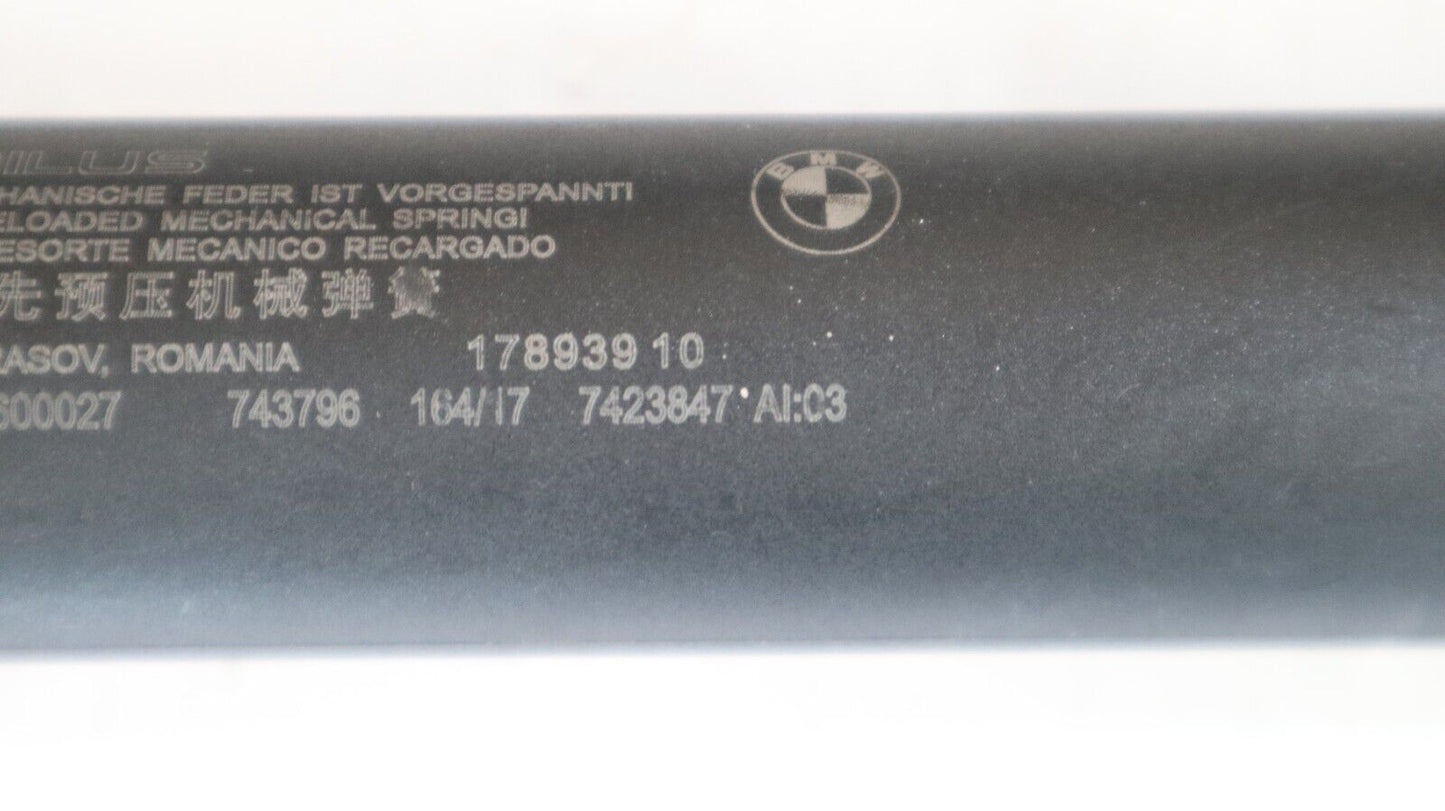 ILUS
HANISCHE FEDER IST VORGESPANNT!
ELOADED MECHANICAL SPRING!
ESORTE MECANICO RECARGADO
先预压机械弹簧
RASOV, ROMANIA 178939 10
600027 743796 164/17 7423847 AI:03
BMW